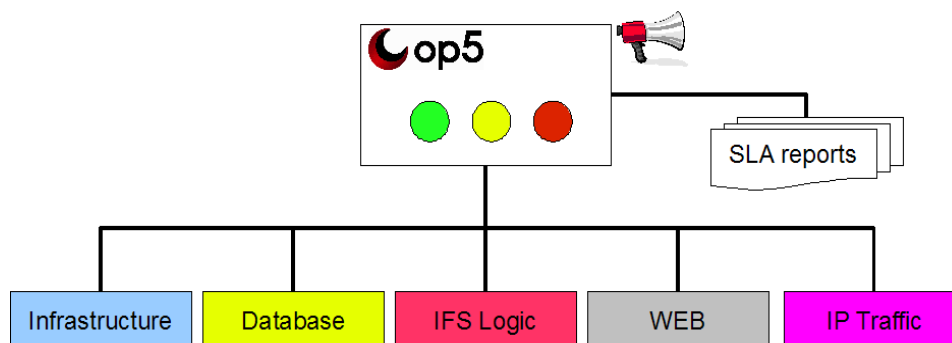 op5
SLA reports
Infrastructure
Database
IFS Logic
WEB
IP Traffic